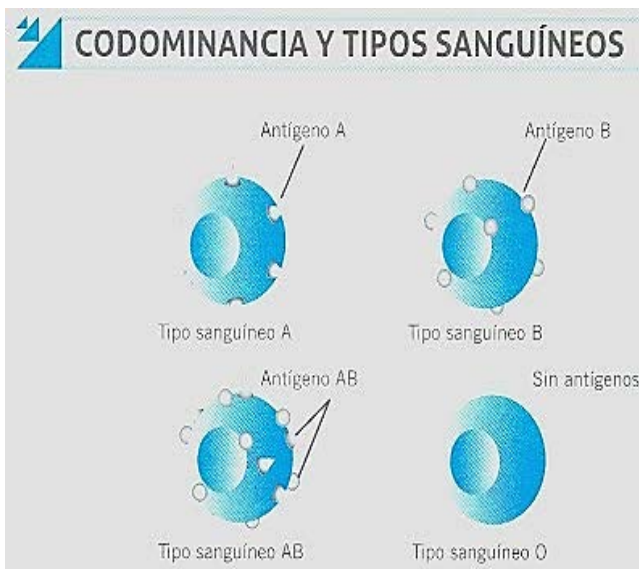 CODOMINANCIA Y TIPOS SANGUÍNEOS
Antígeno A
Antígeno B
Tipo sanguíneo A
Tipo sanguíneo B
Antígeno AB
Sin antígenos
Tipo sanguíneo AB
Tipo sanguíneo O